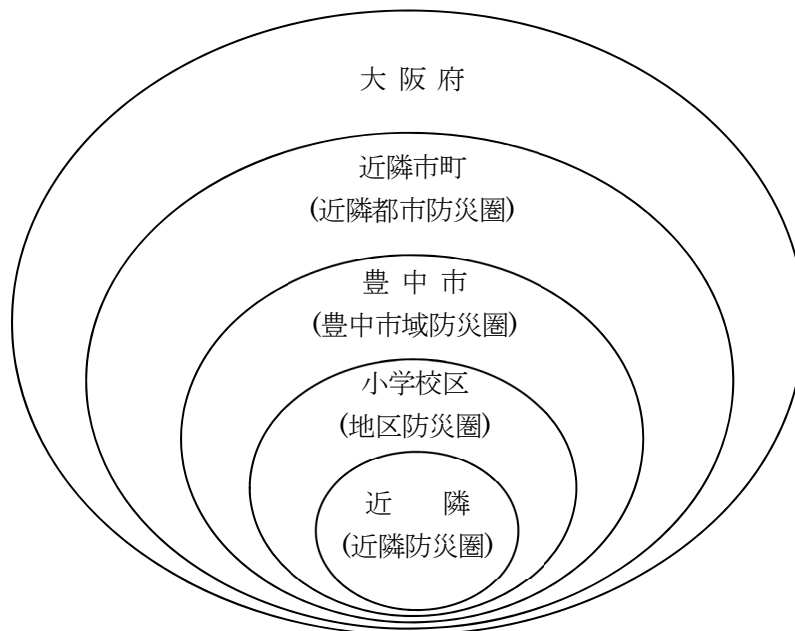 大 阪 府
近隣市町
(近隣都市防災圏)
豊 中 市
(豊中市域防災圏)
小学校区
(地区防災圏)
近　　隣
(近隣防災圏)